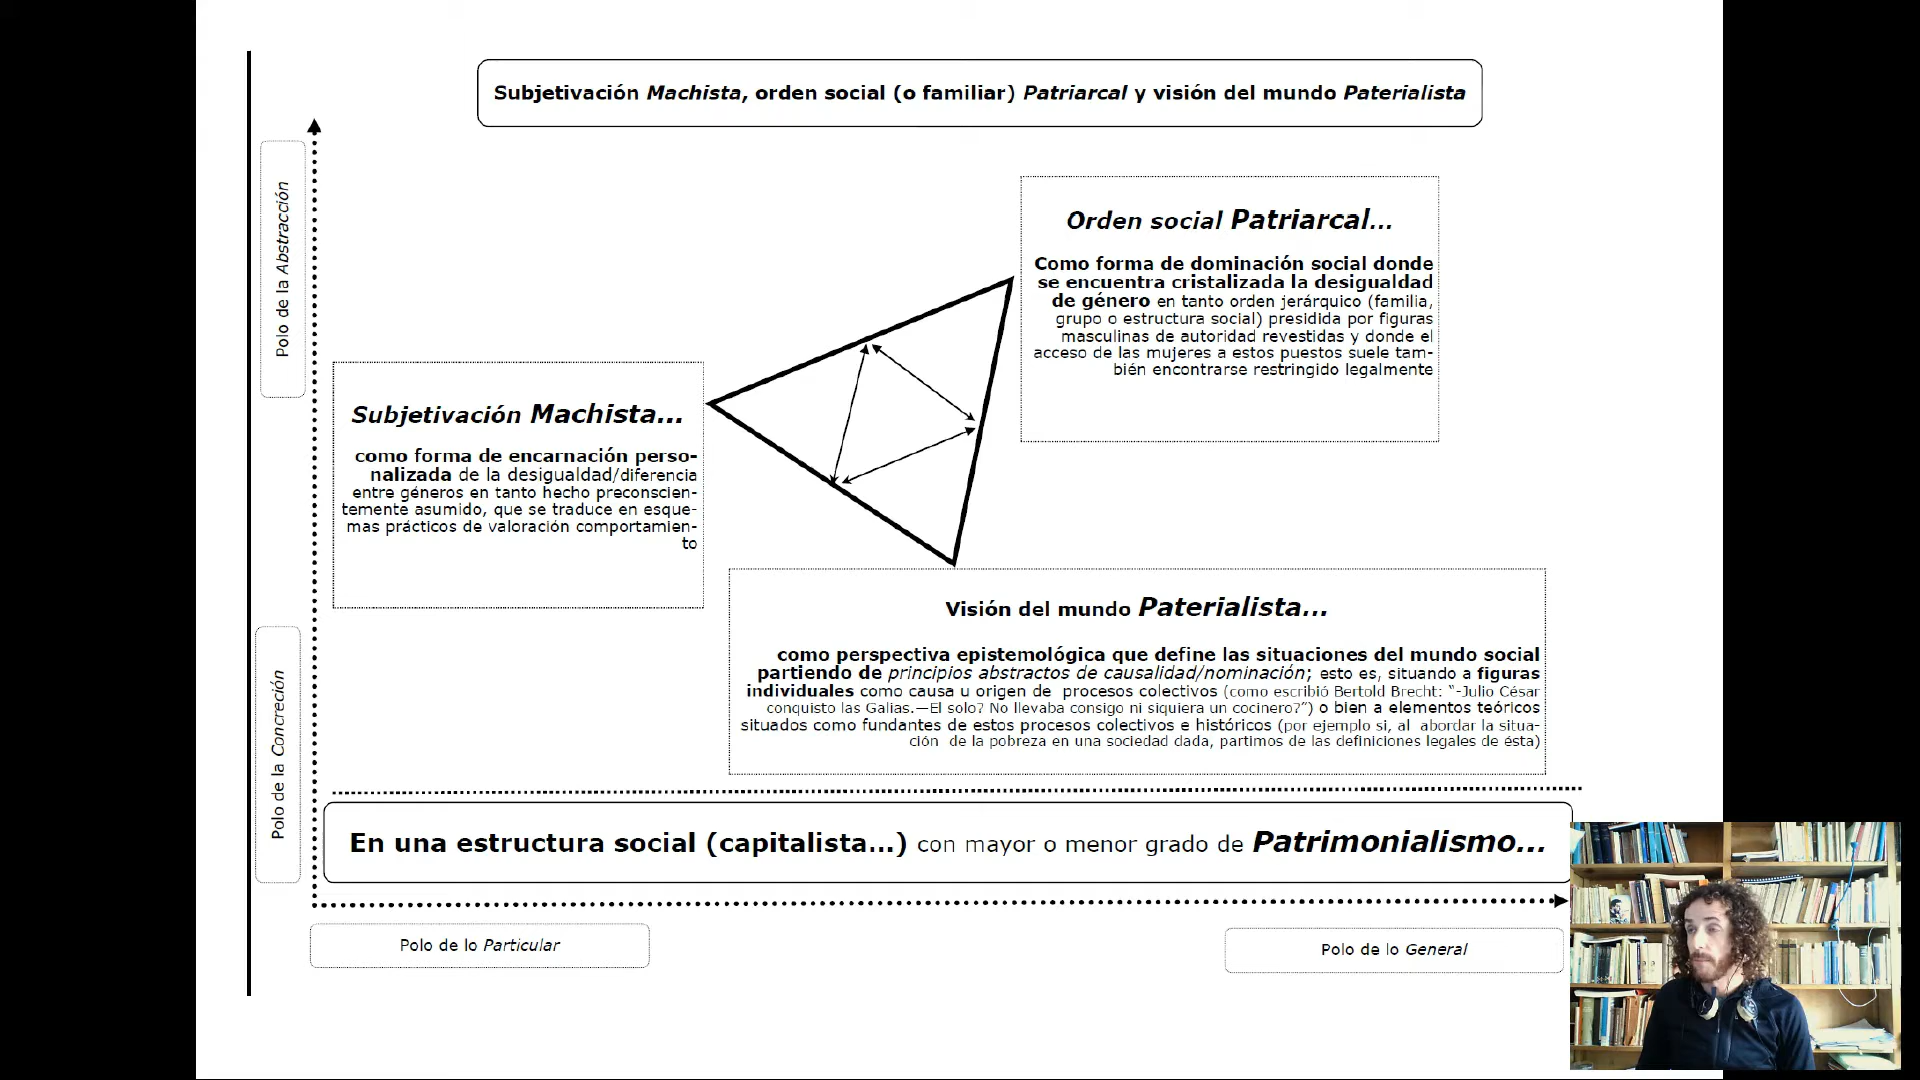 Subjetivación Machista, orden social (o familiar) Patriarcal y visión del mundo Paterialista
Polo de la Abstracción
Orden social Patriarcal...
Como forma de dominación social donde
se encuentra cristalizada la desigualdad
de género en tanto orden jerárquico (familia,
grupo o estructura social) presidida por figuras
masculinas de autoridad revestidas y donde el
acceso de las mujeres a estos puestos suele tam-
bién encontrarse restringido legalmente
Subjetivación Machista...
como forma de encarnación perso-
nalizada de la desigualdad/diferencia
entre géneros en tanto hecho preconscien-
temente asumido, que se traduce en esque-
mas prácticos de valoración comportamien-
to
Visión del mundo Paterialista...
como perspectiva epistemológica que define las situaciones del mundo social
partiendo de principios abstractos de causalidad/nominación; esto es, situando a figuras
individuales como causa u origen de procesos colectivos (como escribió Bertold Brecht: “-Julio César
conquisto las Galias.—El solo? No llevaba consigo ni siquiera un cocinero?”) o bien a elementos teóricos
situados como fundantes de estos procesos colectivos e históricos (por ejemplo si, al abordar la situa-
ción de la pobreza en una sociedad dada, partimos de las definiciones legales de ésta)
Polo de la Concreción
En una estructura social (capitalista...) con mayor o menor grado de Patrimonialismo...
Polo de lo Particular
Polo de lo General